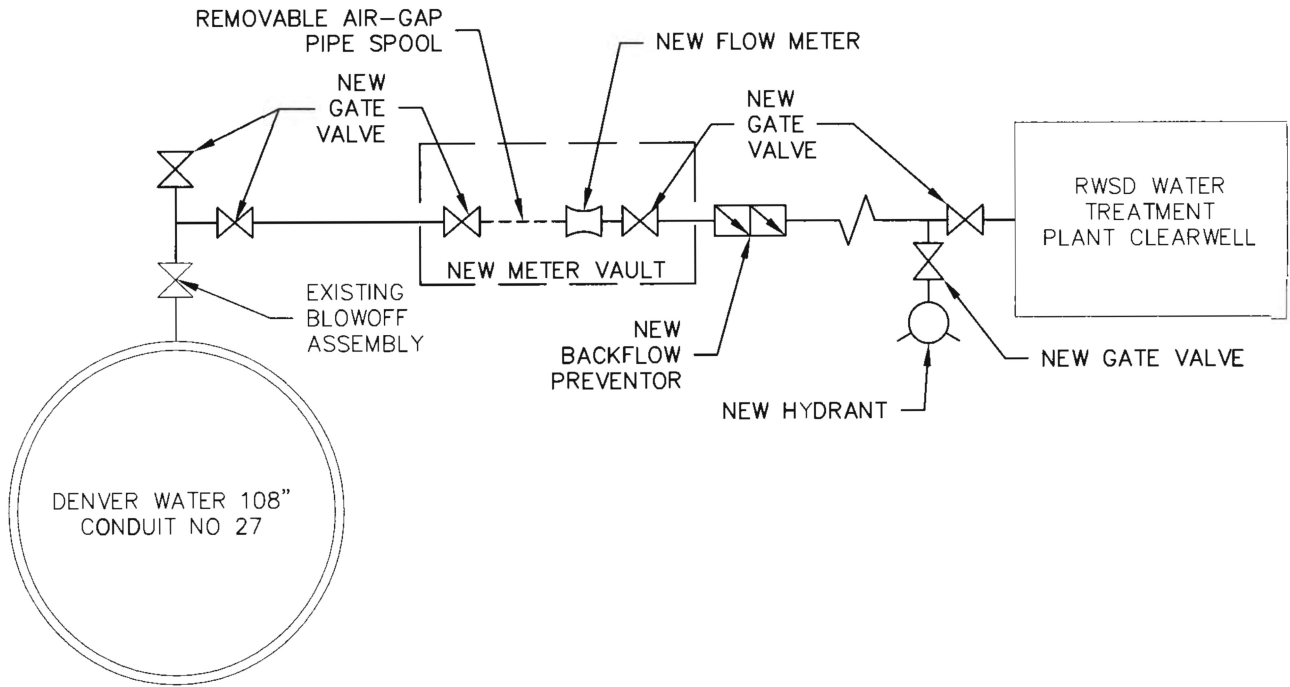 REMOVABLE AIR-GAP
PIPE SPOOL
NEW FLOW METER
NEW
GATE
VALVE
NEW
GATE
VALVE
RWSD WATER
TREATMENT
PLANT CLEARWELL
NEW METER VAULT
EXISTING
BLOWOFF
ASSEMBLY
NEW
BACKFLOW
PREVENTOR
NEW GATE VALVE
NEW HYDRANT
DENVER WATER 108"
CONDUIT NO 27